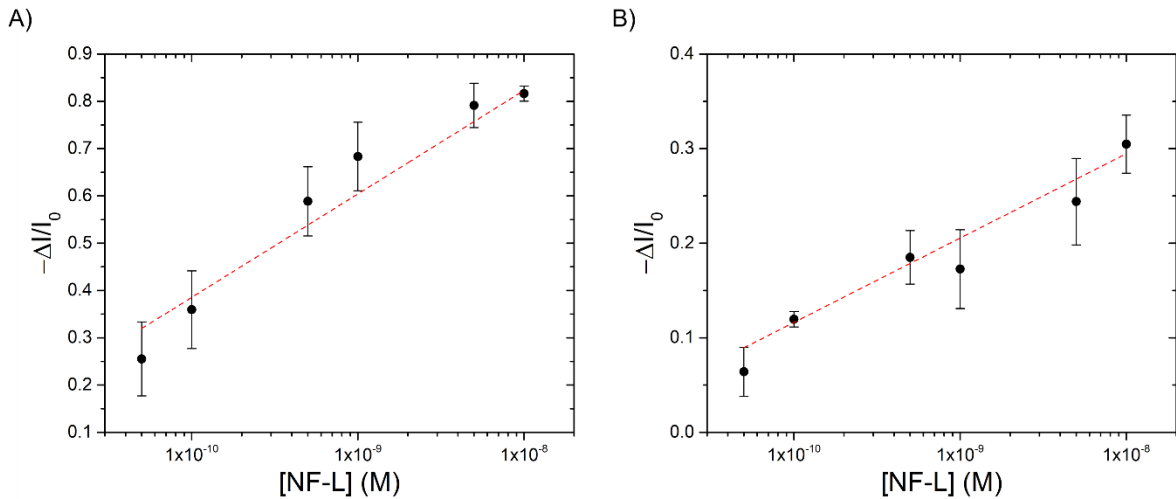 A)
0.9
0.8
0.7
0.6
0.5
0.4
0.3
0.2
0.1
−ΔI/I₀
1x10⁻¹⁰
1x10⁻⁹
1x10⁻⁸
[NF-L] (M)
B)
0.4
0.3
0.2
0.1
0.0
−ΔI/I₀
1x10⁻¹⁰
1x10⁻⁹
1x10⁻⁸
[NF-L] (M)